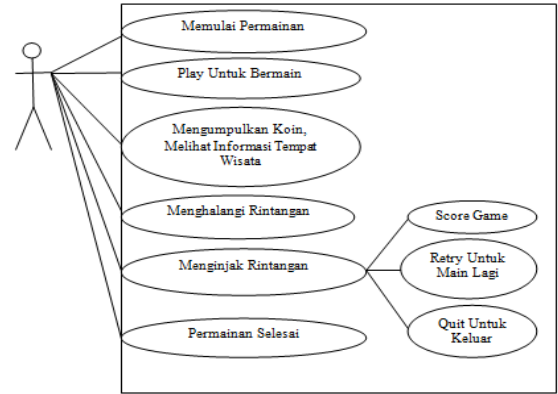 Memulai Permainan
Play Untuk Bermain
Mengumpulkan Koin,
Melihat Informasi Tempat
Wisata
Menghalangi Rintangan
Menginjak Rintangan
Permainan Selesai
Score Game
Retry Untuk
Main Lagi
Quit Untuk
Keluar